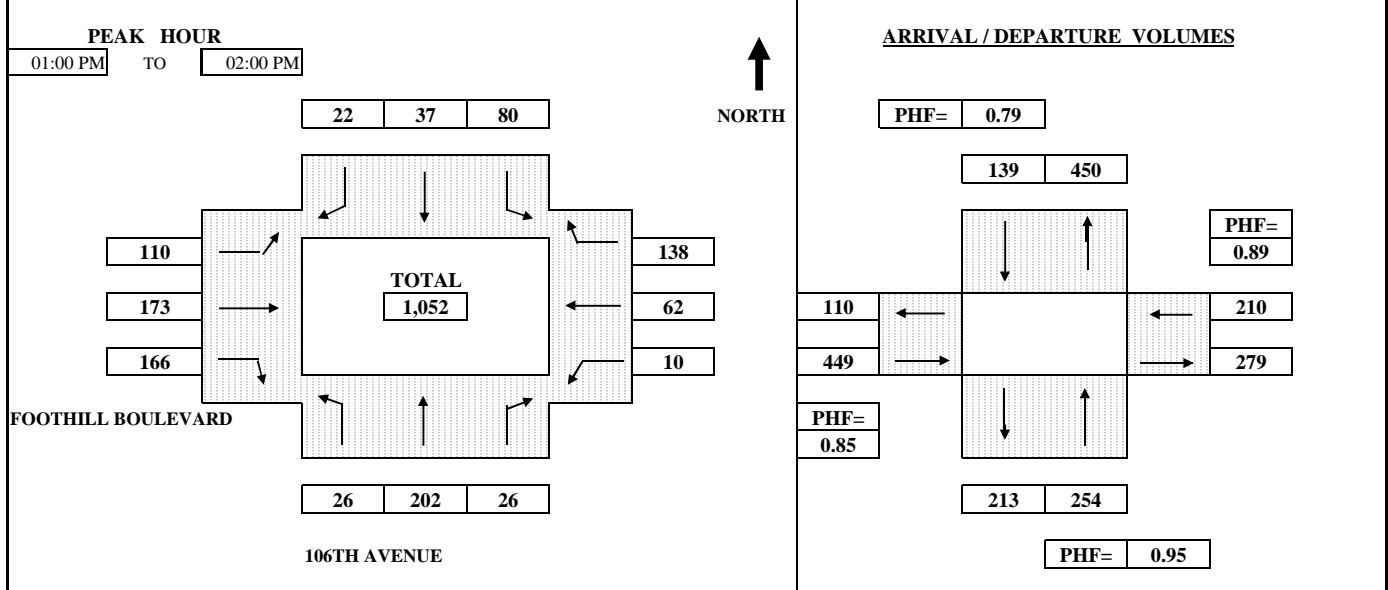 PEAK HOUR
01:00 PM TO 02:00 PM
22 37 80
NORTH
110
173
166
TOTAL
1,052
138
62
10
FOOTHILL BOULEVARD
26 202 26
106TH AVENUE
ARRIVAL / DEPARTURE VOLUMES
PHF= 0.79
139 450
PHF=
0.89
110
449
210
279
PHF=
0.85
213 254
PHF= 0.95